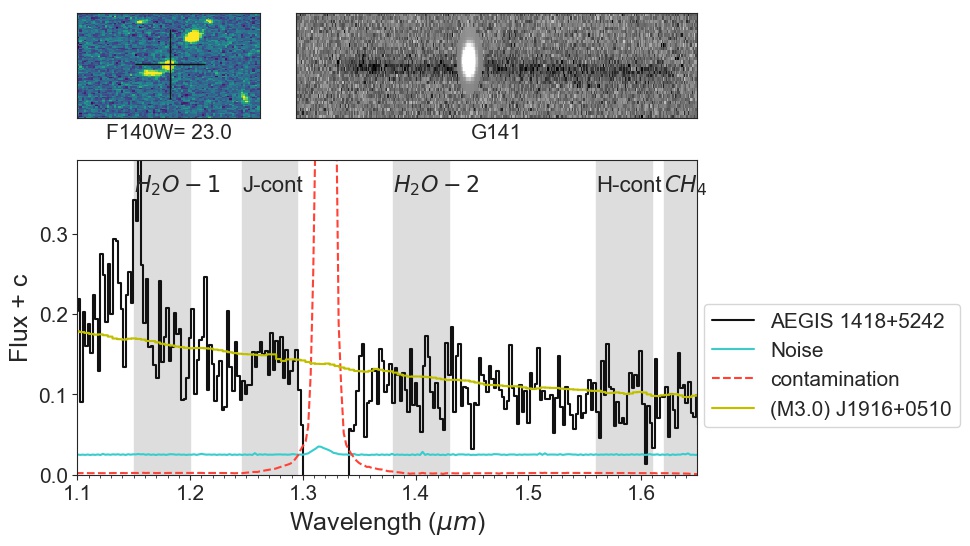 F140W= 23.0
G141
H₂O − 1
J-cont
H₂O − 2
H-cont
CH₄
0.3
0.2
0.1
0.0
Flux + c
1.1
1.2
1.3
1.4
1.5
1.6
Wavelength (μm)
AEGIS 1418+5242
Noise
contamination
(M3.0) J1916+0510